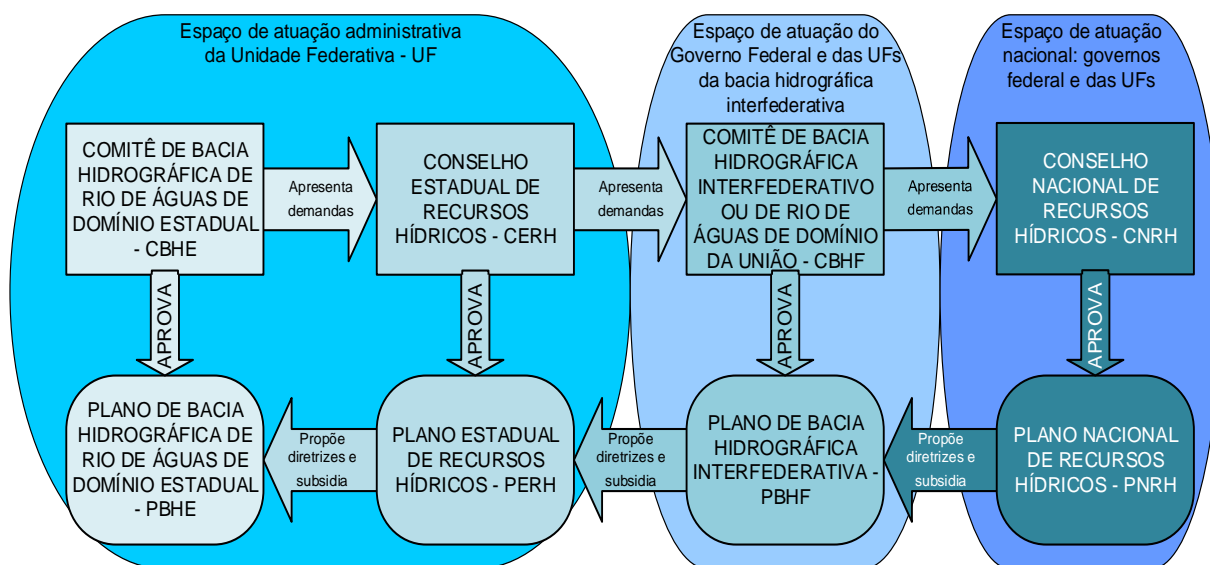 Espaço de atuação administrativa
da Unidade Federativa - UF
Espaço de atuação do
Governo Federal e das UFs
da bacia hidrográfica
interfederativa
Espaço de atuação
nacional: governos
federal e das UFs
COMITÊ DE BACIA
HIDROGRÁFICA DE
RIO DE ÁGUAS DE
DOMÍNIO ESTADUAL
- CBHE
Apresenta
demandas
CONSELHO
ESTADUAL DE
RECURSOS
HÍDRICOS - CERH
Apresenta
demandas
COMITÊ DE BACIA
HIDROGRÁFICA
INTERFEDERATIVO
OU DE RIO DE
ÁGUAS DE DOMÍNIO
DA UNIÃO - CBHF
Apresenta
demandas
CONSELHO
NACIONAL DE
RECURSOS
HÍDRICOS - CNRH
APROVA
APROVA
APROVA
APROVA
PLANO DE BACIA
HIDROGRÁFICA DE
RIO DE ÁGUAS DE
DOMÍNIO ESTADUAL
- PBHE
Propõe
diretrizes e
subsidia
PLANO ESTADUAL
DE RECURSOS
HÍDRICOS - PERH
Propõe
diretrizes e
subsidia
PLANO DE BACIA
HIDROGRÁFICA
INTERFEDERATIVA -
PBHF
Propõe
diretrizes e
subsidia
PLANO NACIONAL
DE RECURSOS
HÍDRICOS - PNRH